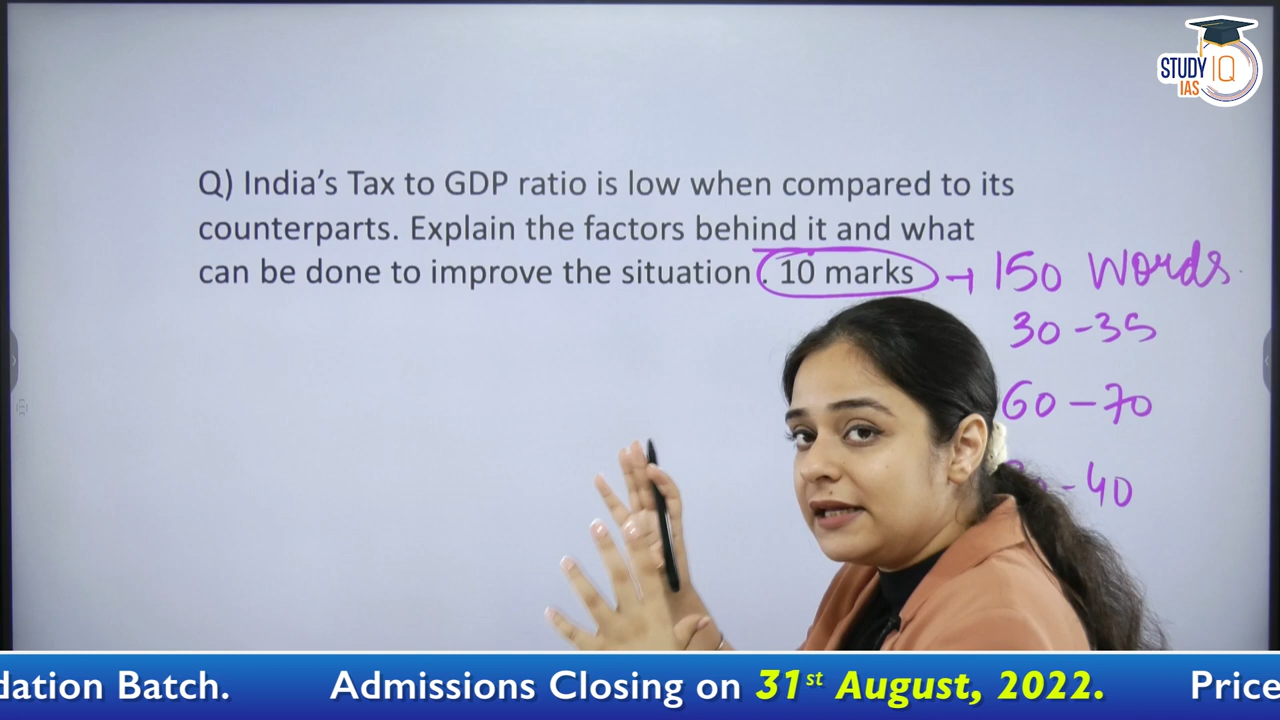 STUDY IQ
IAS
Q) India's Tax to GDP ratio is low when compared to its
counterparts. Explain the factors behind it and what
can be done to improve the situation. 10 marks → 150 words
30 - 35
60 - 70
- 40
dation Batch. Admissions Closing on 31st August, 2022. Price